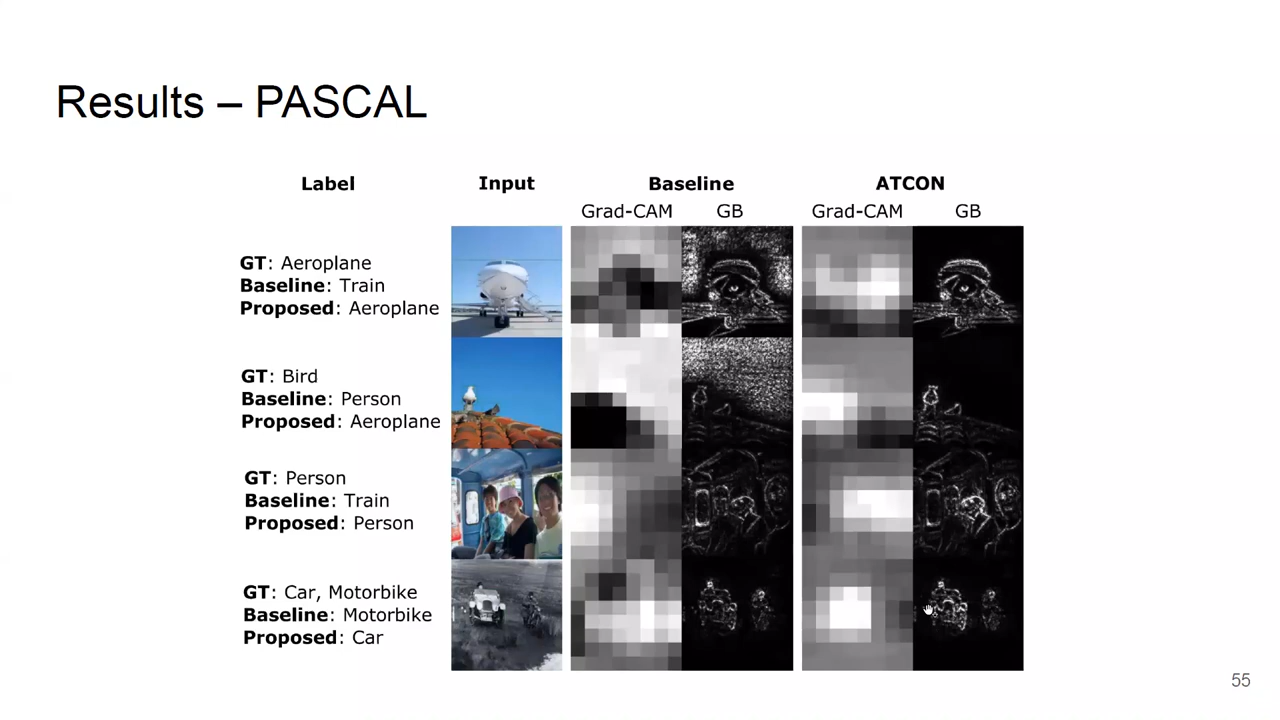 Results – PASCAL
Label Input Baseline ATCON
Grad-CAM GB Grad-CAM GB
GT: Aeroplane
Baseline: Train
Proposed: Aeroplane
GT: Bird
Baseline: Person
Proposed: Aeroplane
GT: Person
Baseline: Train
Proposed: Person
GT: Car, Motorbike
Baseline: Motorbike
Proposed: Car
55